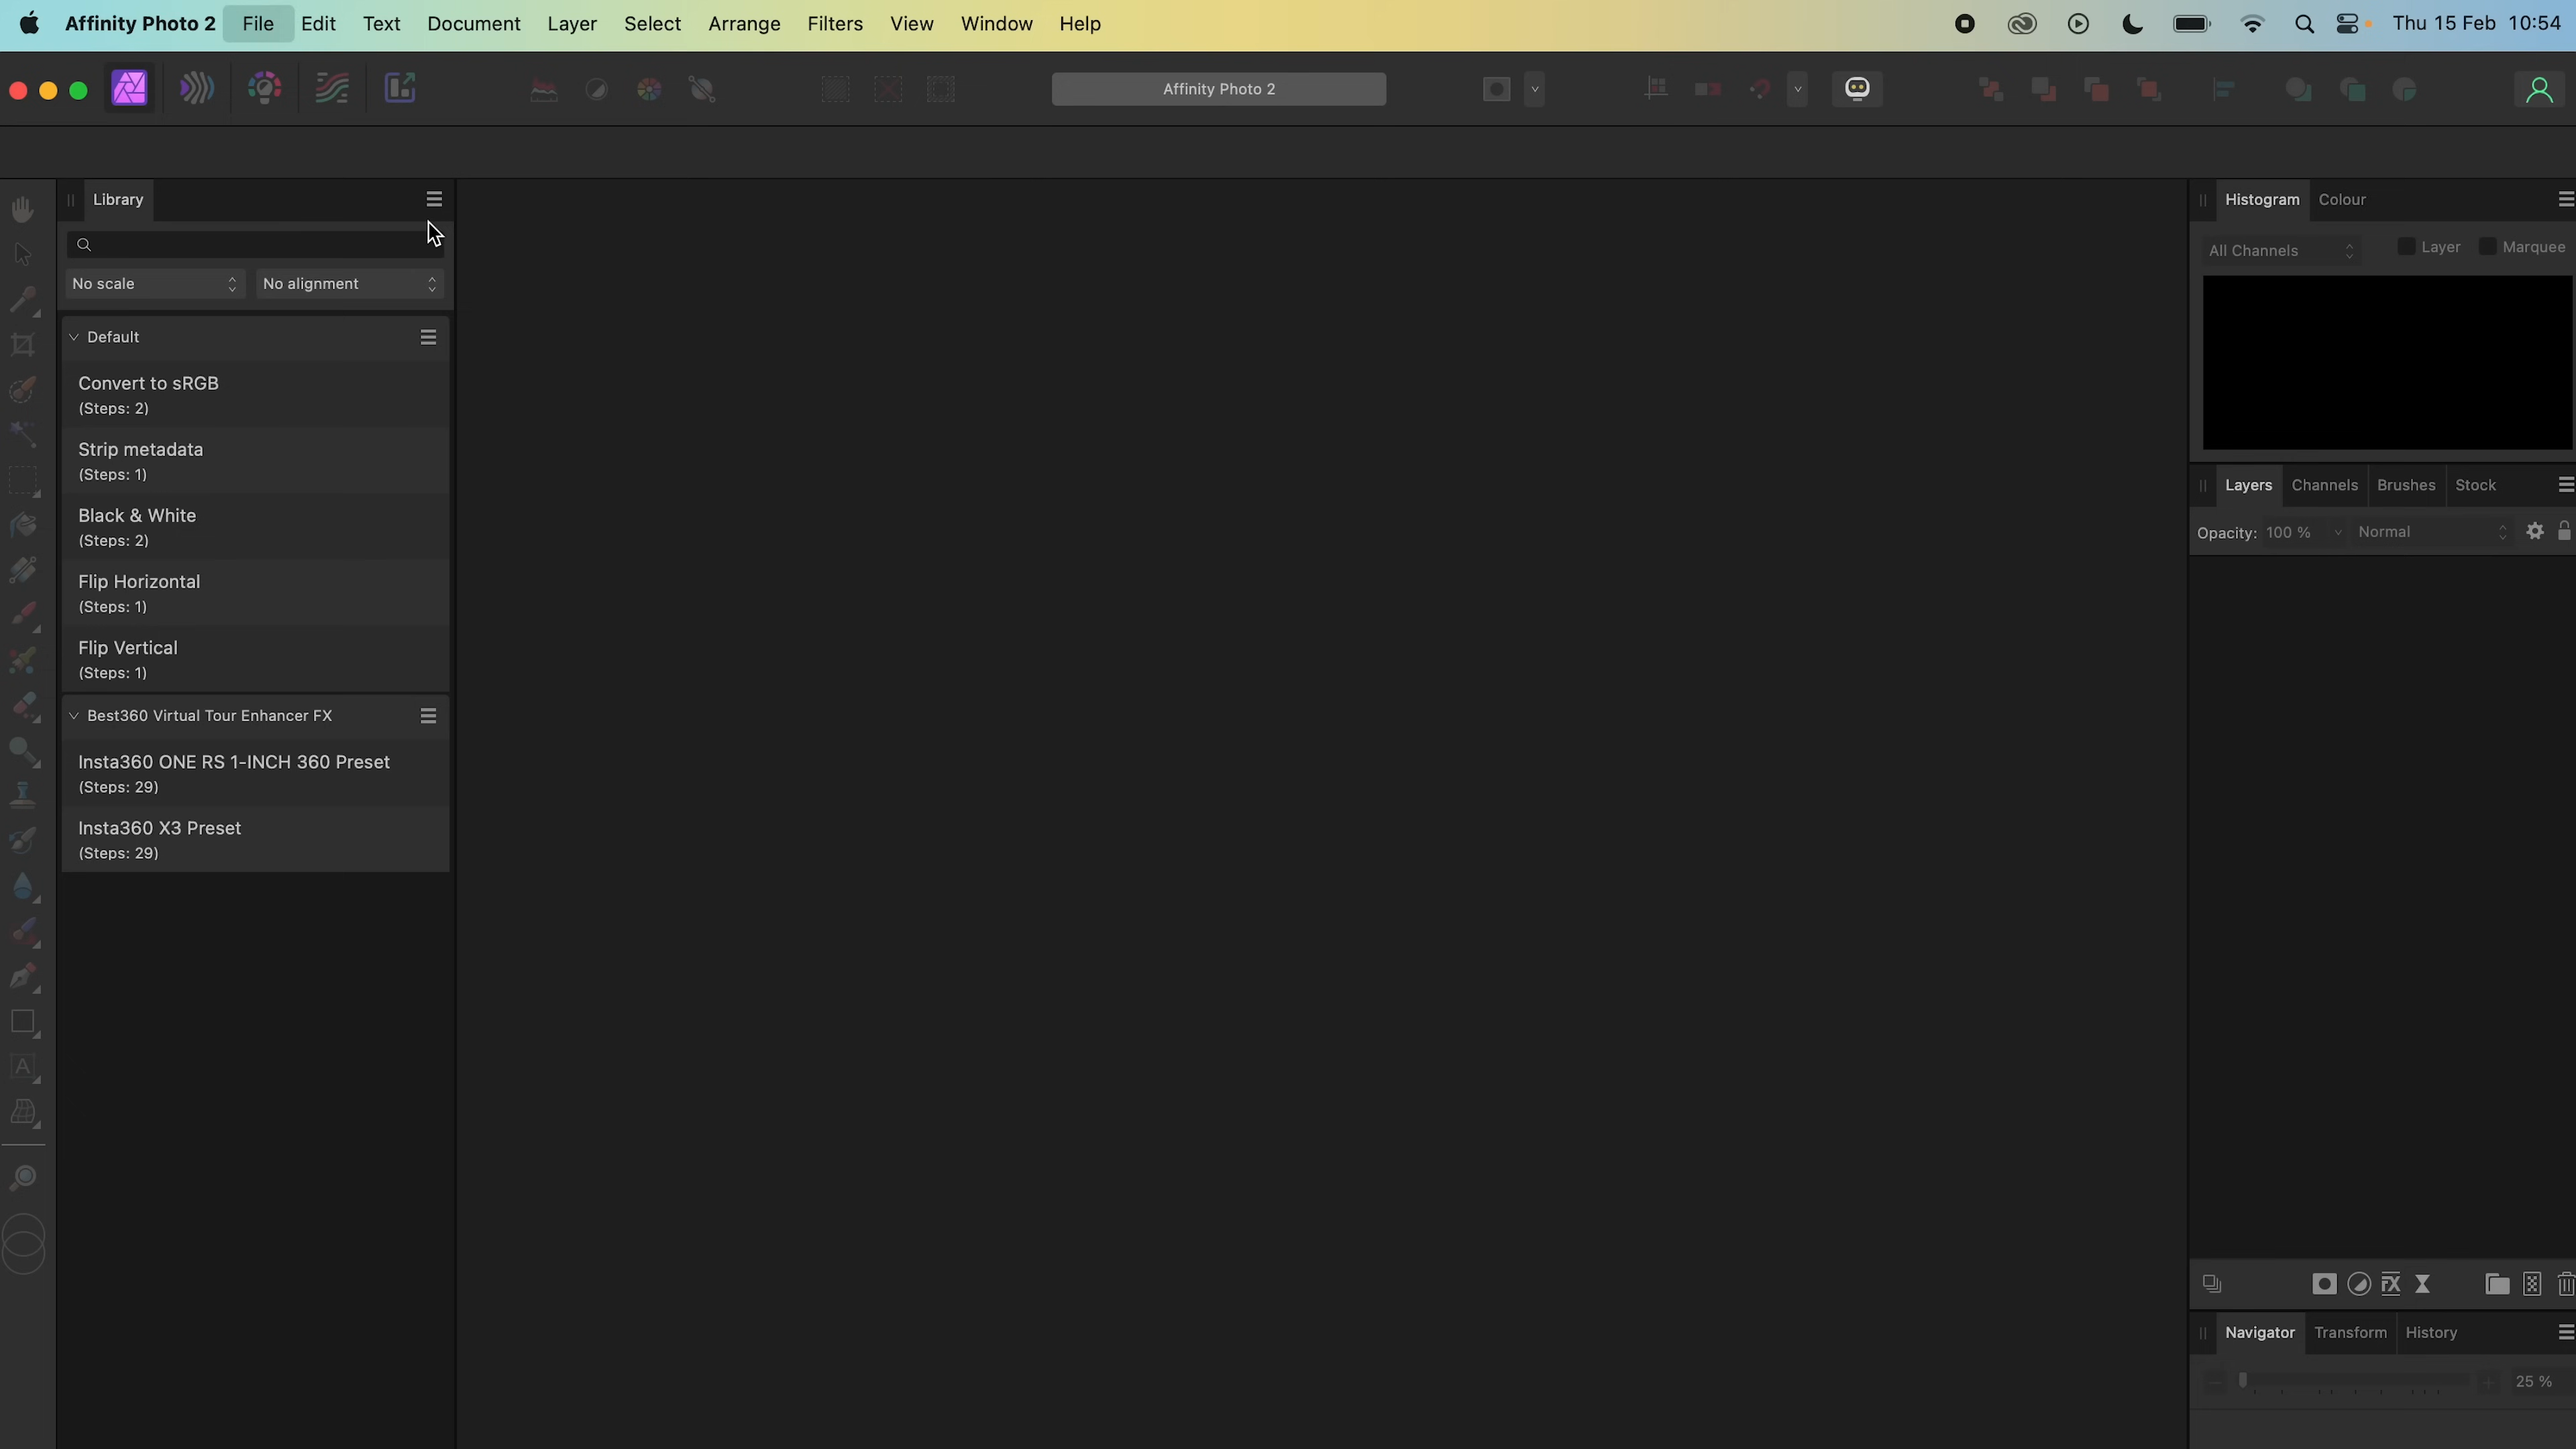 Affinity Photo 2 File Edit Text Document Layer Select Arrange Filters View Window Help Thu 15 Feb 10:54
Affinity Photo 2
Library
No scale No alignment
Default
Convert to sRGB
(Steps: 2)
Strip metadata
(Steps: 1)
Black & White
(Steps: 2)
Flip Horizontal
(Steps: 1)
Flip Vertical
(Steps: 1)
Best360 Virtual Tour Enhancer FX
Insta360 ONE RS 1-INCH 360 Preset
(Steps: 29)
Insta360 X3 Preset
(Steps: 29)
Histogram Colour
All Channels Layer Marquee
Layers Channels Brushes Stock
Opacity: 100 % Normal
FX
Navigator Transform History
25 %